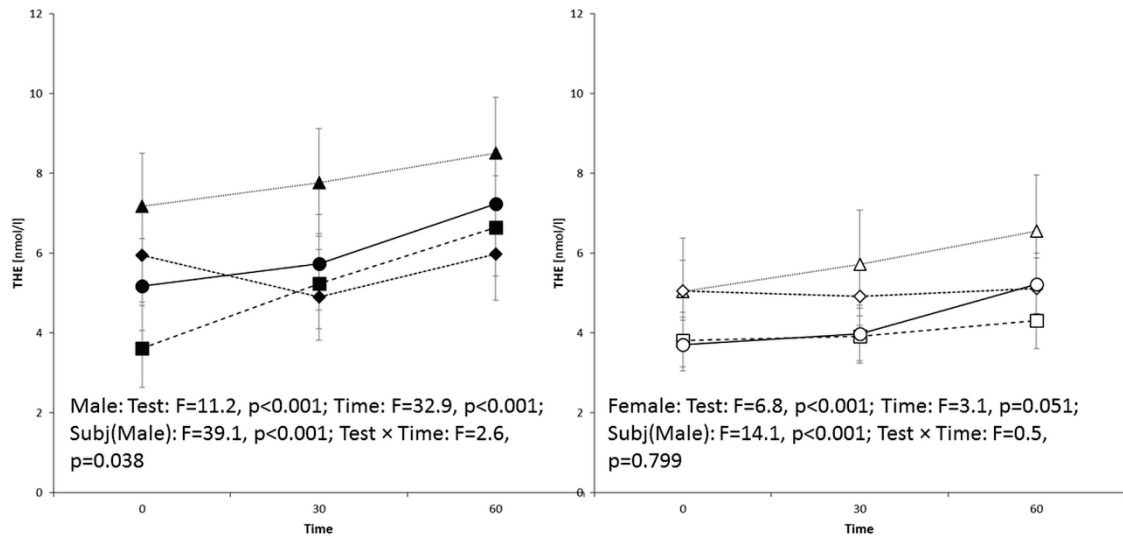 12
10
8
6
4
2
0
THE [nmol/l]
Male: Test: F=11.2, p<0.001; Time: F=32.9, p<0.001;
Subj(Male): F=39.1, p<0.001; Test × Time: F=2.6,
p=0.038
0
30
60
Time
12
10
8
6
4
2
0
THE [nmol/l]
Female: Test: F=6.8, p<0.001; Time: F=3.1, p=0.051;
Subj(Male): F=14.1, p<0.001; Test × Time: F=0.5,
p=0.799
0
30
60
Time